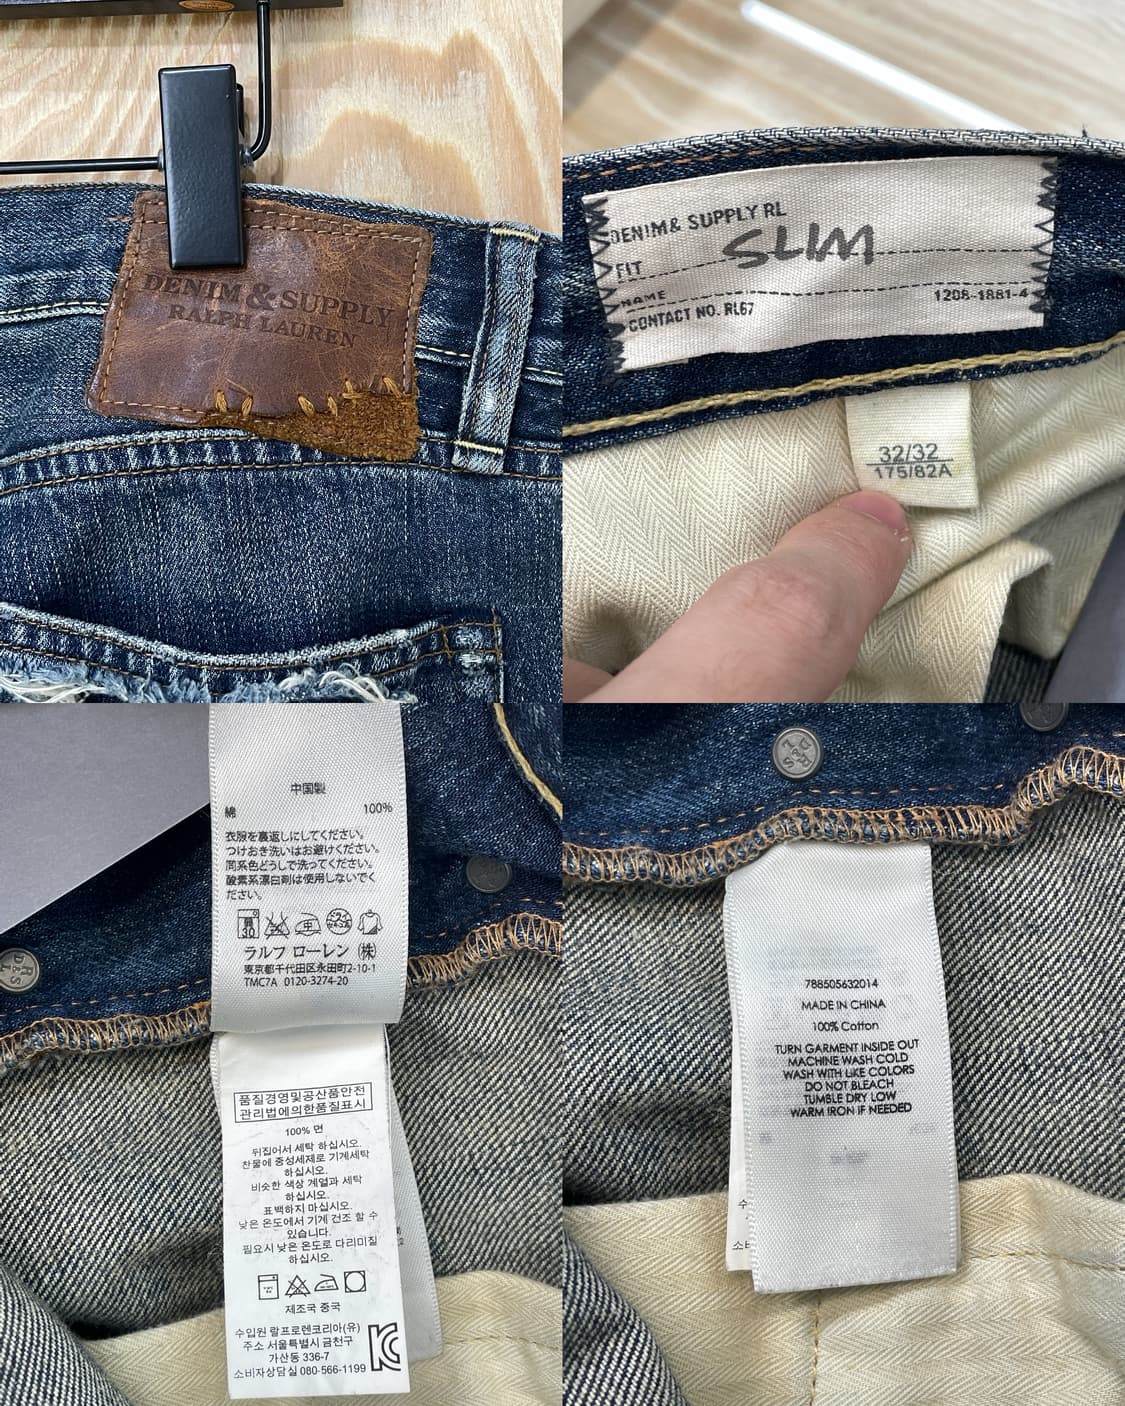 DENIM & SUPPLY
RALPH LAUREN
DENIM & SUPPLY RL
FIT SLIM
NAME
1208-1881-4
CONTACT NO. RL67
32/32
175/82A
中国製
綿 100%
衣服を裏返しにしてください。
つけおき洗いはお避けください。
同系色どうしで洗ってください。
酸素系漂白剤は使用しないでく
ださい。
ラルフ ローレン (株)
東京都千代田区永田町2-10-1
TMC7A 0120-3274-20
품질경영및공산품안전
관리법에의한품질표시
100% 면
뒤집어서 세탁 하십시오.
찬물에 중성세제로 기계세탁
하십시오.
비슷한 색상 계열과 세탁
하십시오.
표백하지 마십시오.
낮은 온도에서 기계 건조 할 수
있습니다.
필요시 낮은 온도로 다리미질
하십시오.
제조국 중국
수입원 랄프로렌코리아(유)
주소 서울특별시 금천구
가산동 336-7
소비자상담실 080-566-1199
788505632014
MADE IN CHINA
100% Cotton
TURN GARMENT INSIDE OUT
MACHINE WASH COLD
WASH WITH LIKE COLORS
DO NOT BLEACH
TUMBLE DRY LOW
WARM IRON IF NEEDED